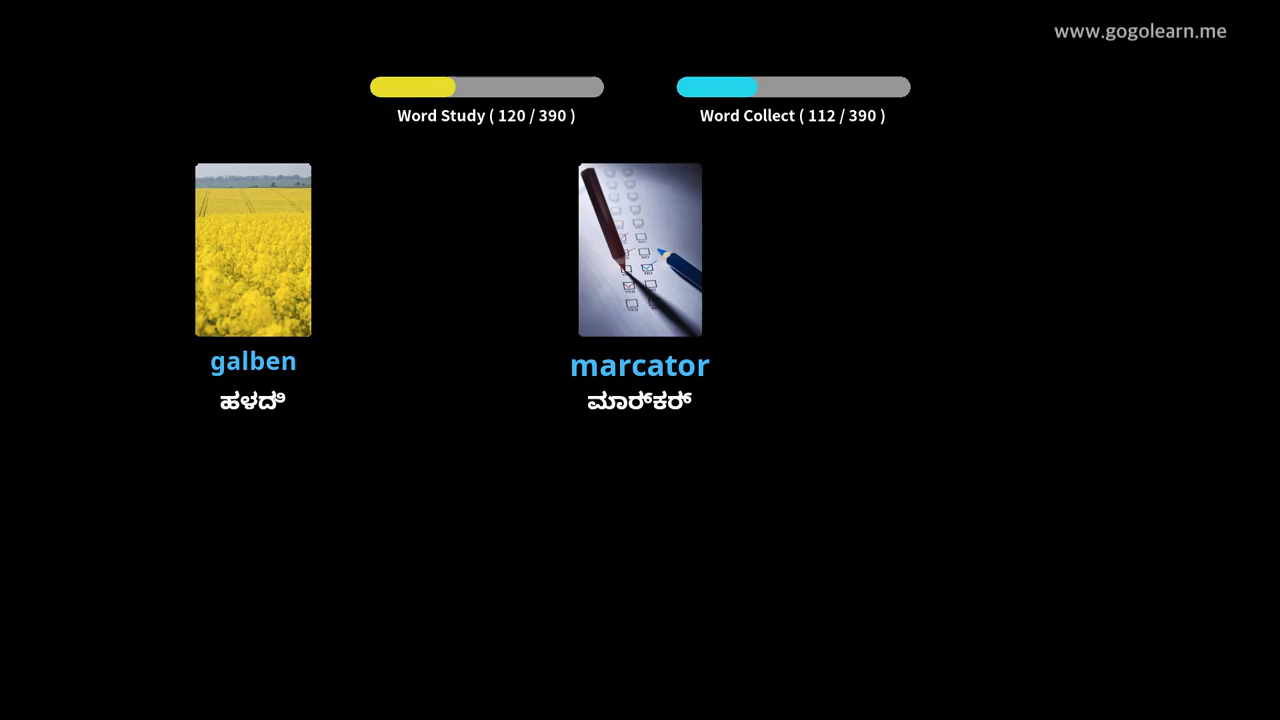 www.gogolearn.me
Word Study ( 120 / 390 )
Word Collect ( 112 / 390 )
galben
marcator
ಹಳದಿ
ಮಾರ್ಕರ್